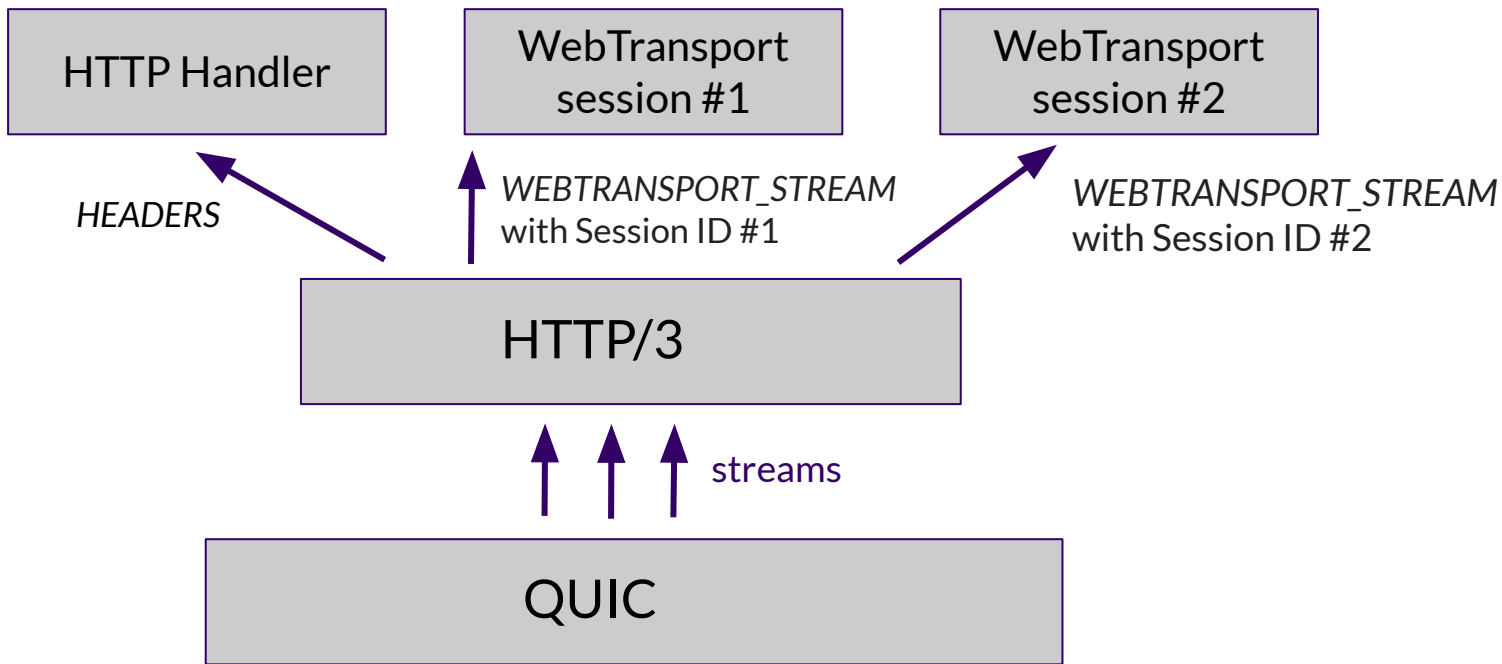 HTTP Handler
WebTransport
session #1
WebTransport
session #2
HEADERS
WEBTRANSPORT_STREAM
with Session ID #1
WEBTRANSPORT_STREAM
with Session ID #2
HTTP/3
streams
QUIC